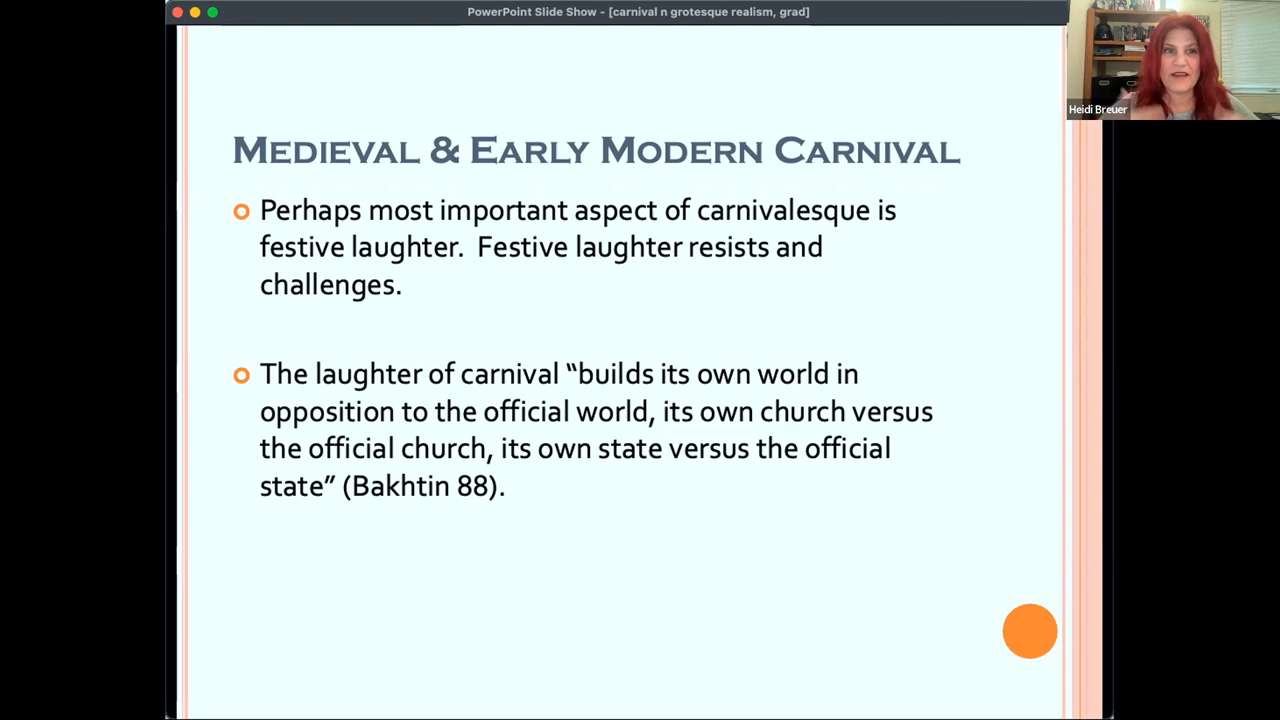 PowerPoint Slide Show - [carnival n grotesque realism, grad]
Heidi Breuer
MEDIEVAL & EARLY MODERN CARNIVAL
Perhaps most important aspect of carnivalesque is
festive laughter.  Festive laughter resists and
challenges.
The laughter of carnival “builds its own world in
opposition to the official world, its own church versus
the official church, its own state versus the official
state” (Bakhtin 88).